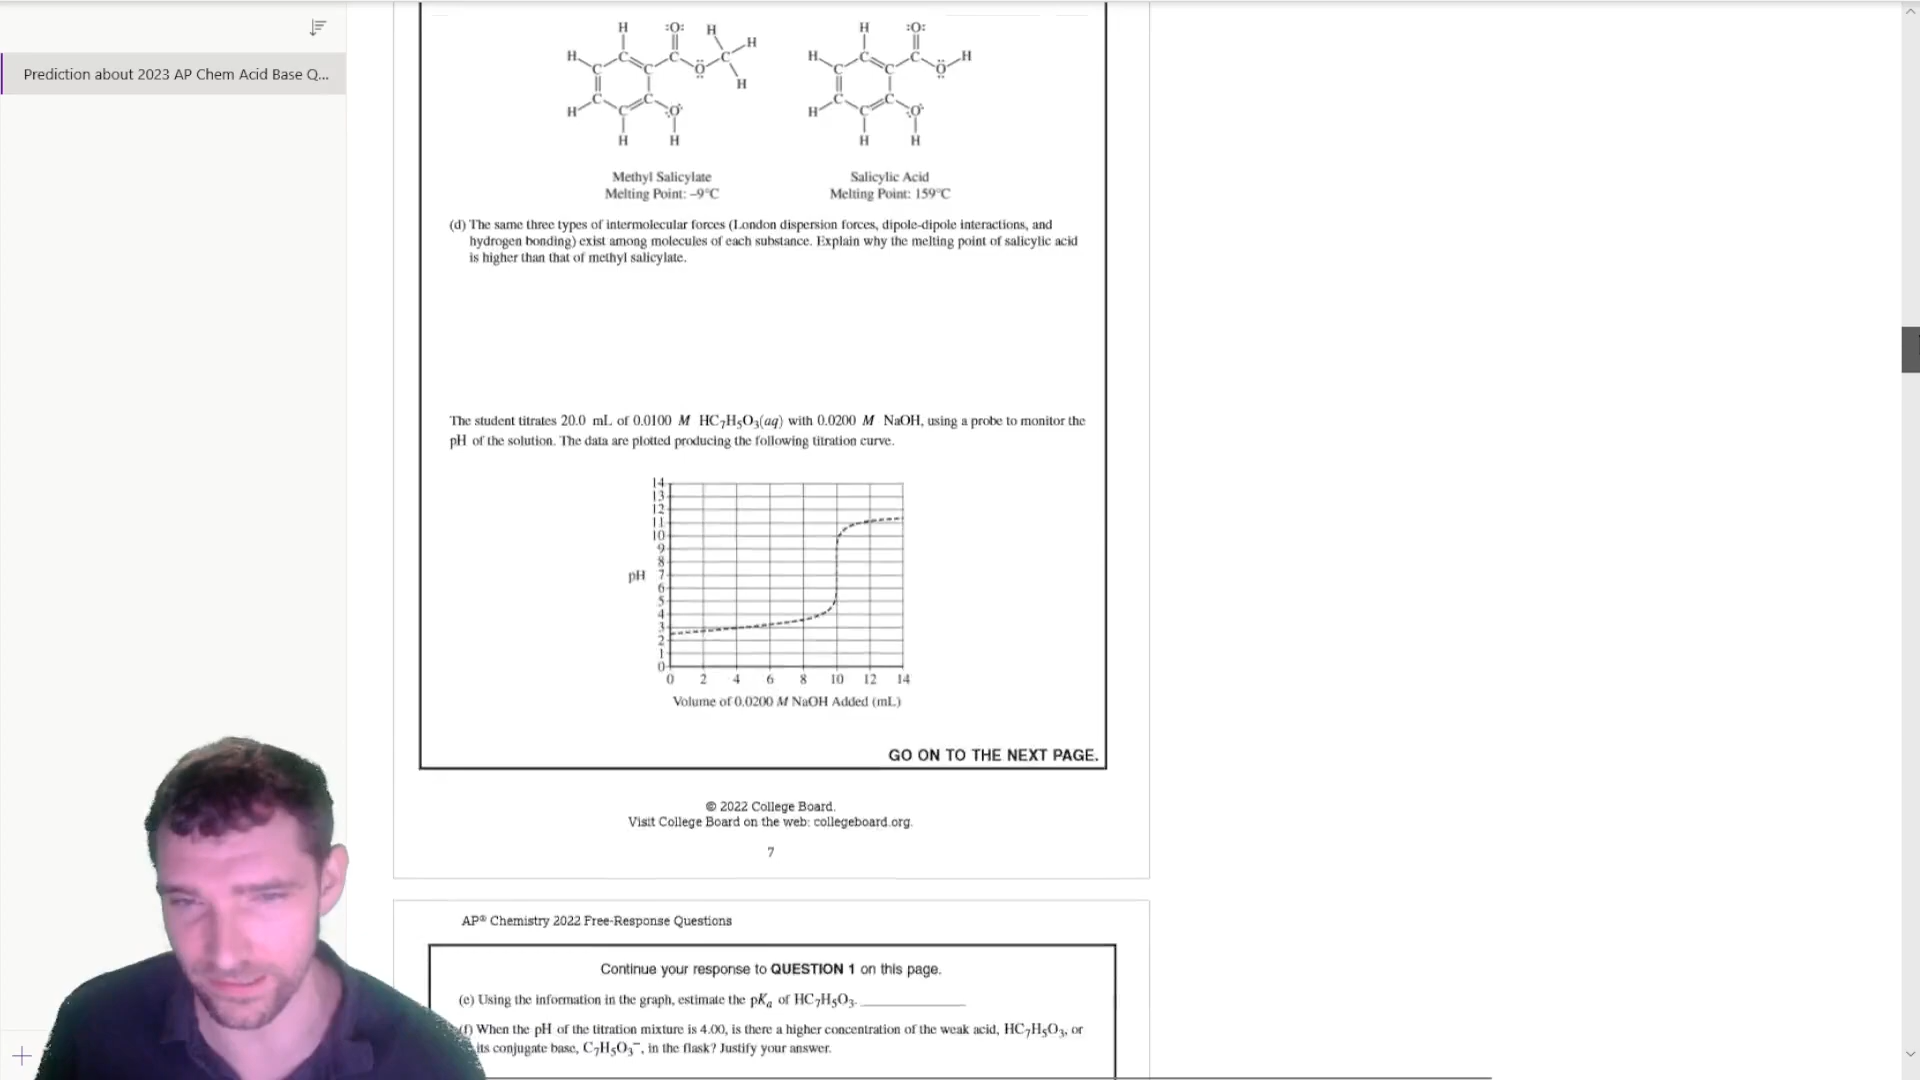 Prediction about 2023 AP Chem Acid Base Q...
H :O: H H H C C C C C Ö H C C C O H H H
H :O: H C C C C Ö H H C C C O H H
Methyl Salicylate
Melting Point: –9°C
Salicylic Acid
Melting Point: 159°C
(d) The same three types of intermolecular forces (London dispersion forces, dipole-dipole interactions, and
hydrogen bonding) exist among molecules of each substance. Explain why the melting point of salicylic acid
is higher than that of methyl salicylate.
The student titrates 20.0 mL of 0.0100 M HC₇H₅O₃(aq) with 0.0200 M NaOH, using a probe to monitor the
pH of the solution. The data are plotted producing the following titration curve.
14
13
12
11
10
9
8
pH 7
6
5
4
3
2
1
0
0 2 4 6 8 10 12 14
Volume of 0.0200 M NaOH Added (mL)
GO ON TO THE NEXT PAGE.
© 2022 College Board.
Visit College Board on the web: collegeboard.org.
7
AP® Chemistry 2022 Free-Response Questions
Continue your response to QUESTION 1 on this page.
(e) Using the information in the graph, estimate the pKₐ of HC₇H₅O₃.
(f) When the pH of the titration mixture is 4.00, is there a higher concentration of the weak acid, HC₇H₅O₃, or
its conjugate base, C₇H₅O₃⁻, in the flask? Justify your answer.